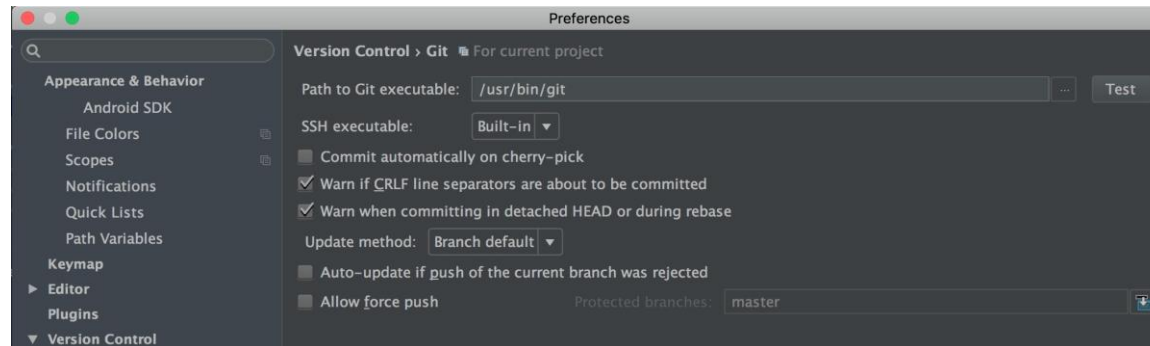 Preferences
Appearance & Behavior
Android SDK
File Colors
Scopes
Notifications
Quick Lists
Path Variables
Keymap
Editor
Plugins
Version Control
Version Control › Git For current project
Path to Git executable: /usr/bin/git ... Test
SSH executable: Built-in
Commit automatically on cherry-pick
Warn if CRLF line separators are about to be committed
Warn when committing in detached HEAD or during rebase
Update method: Branch default
Auto-update if push of the current branch was rejected
Allow force push Protected branches: master